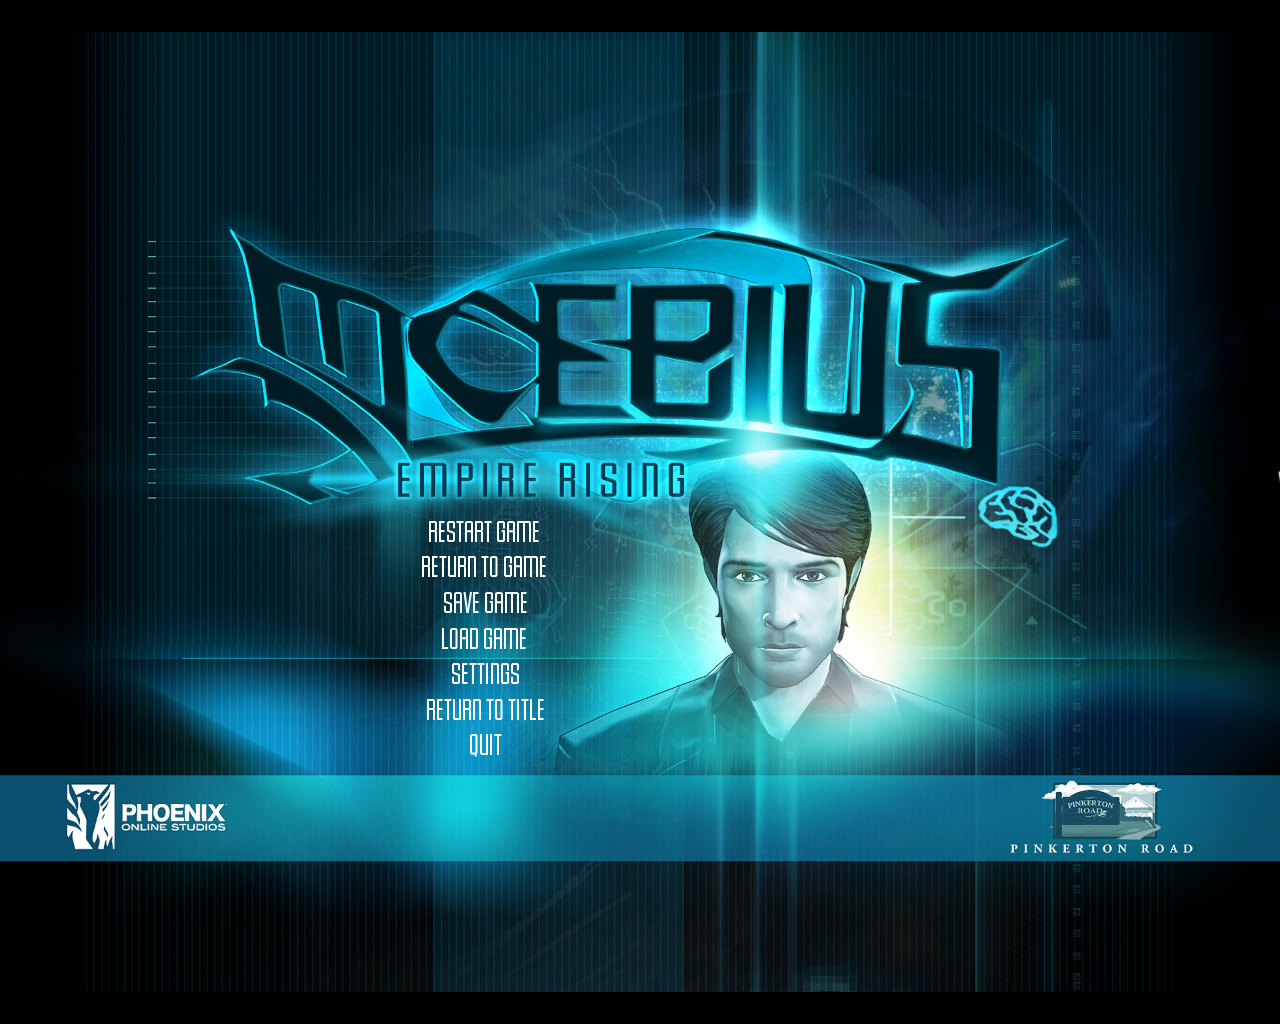 MOEBIUS
EMPIRE RISING
RESTART GAME
RETURN TO GAME
SAVE GAME
LOAD GAME
SETTINGS
RETURN TO TITLE
QUIT
PHOENIX
ONLINE STUDIOS
PINKERTON
ROAD
PINKERTON ROAD